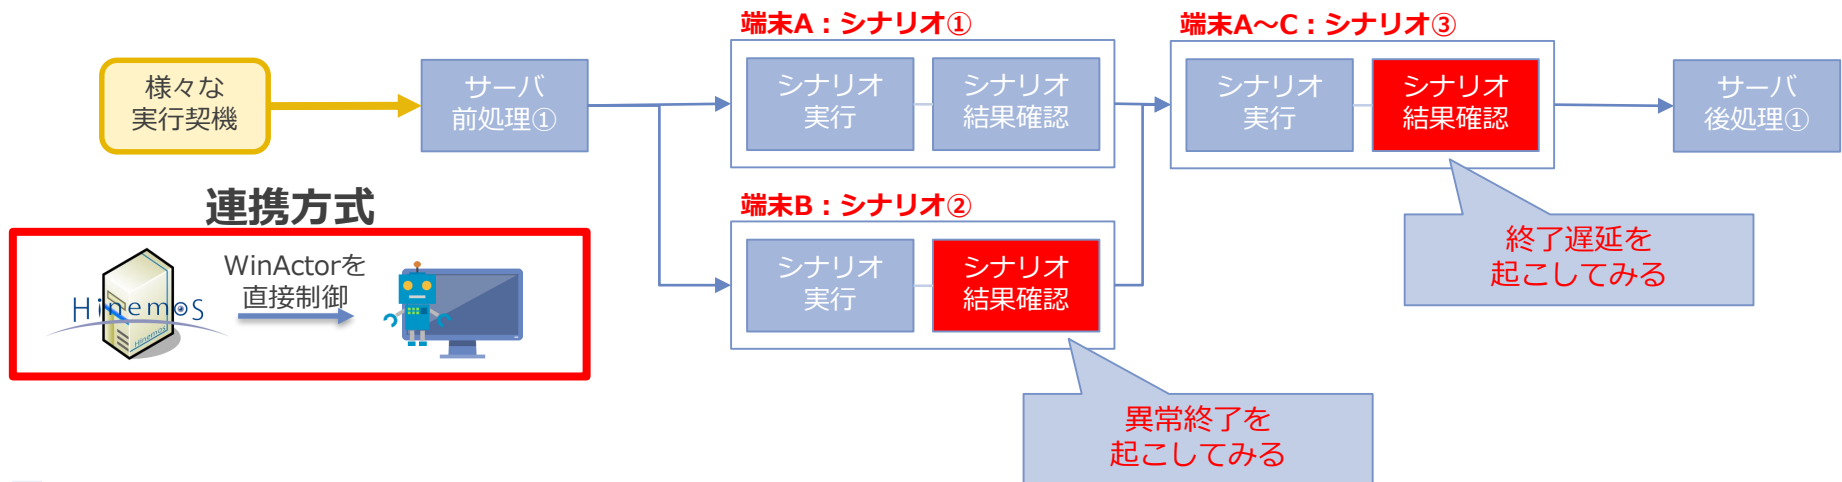 端末A：シナリオ①
端末A～C：シナリオ③
様々な
実行契機
サーバ
前処理①
シナリオ
実行
シナリオ
結果確認
シナリオ
実行
シナリオ
結果確認
サーバ
後処理①
連携方式
端末B：シナリオ②
Hinemos
Hinemos
WinActorを
直接制御
シナリオ
実行
シナリオ
結果確認
終了遅延を
起こしてみる
異常終了を
起こしてみる